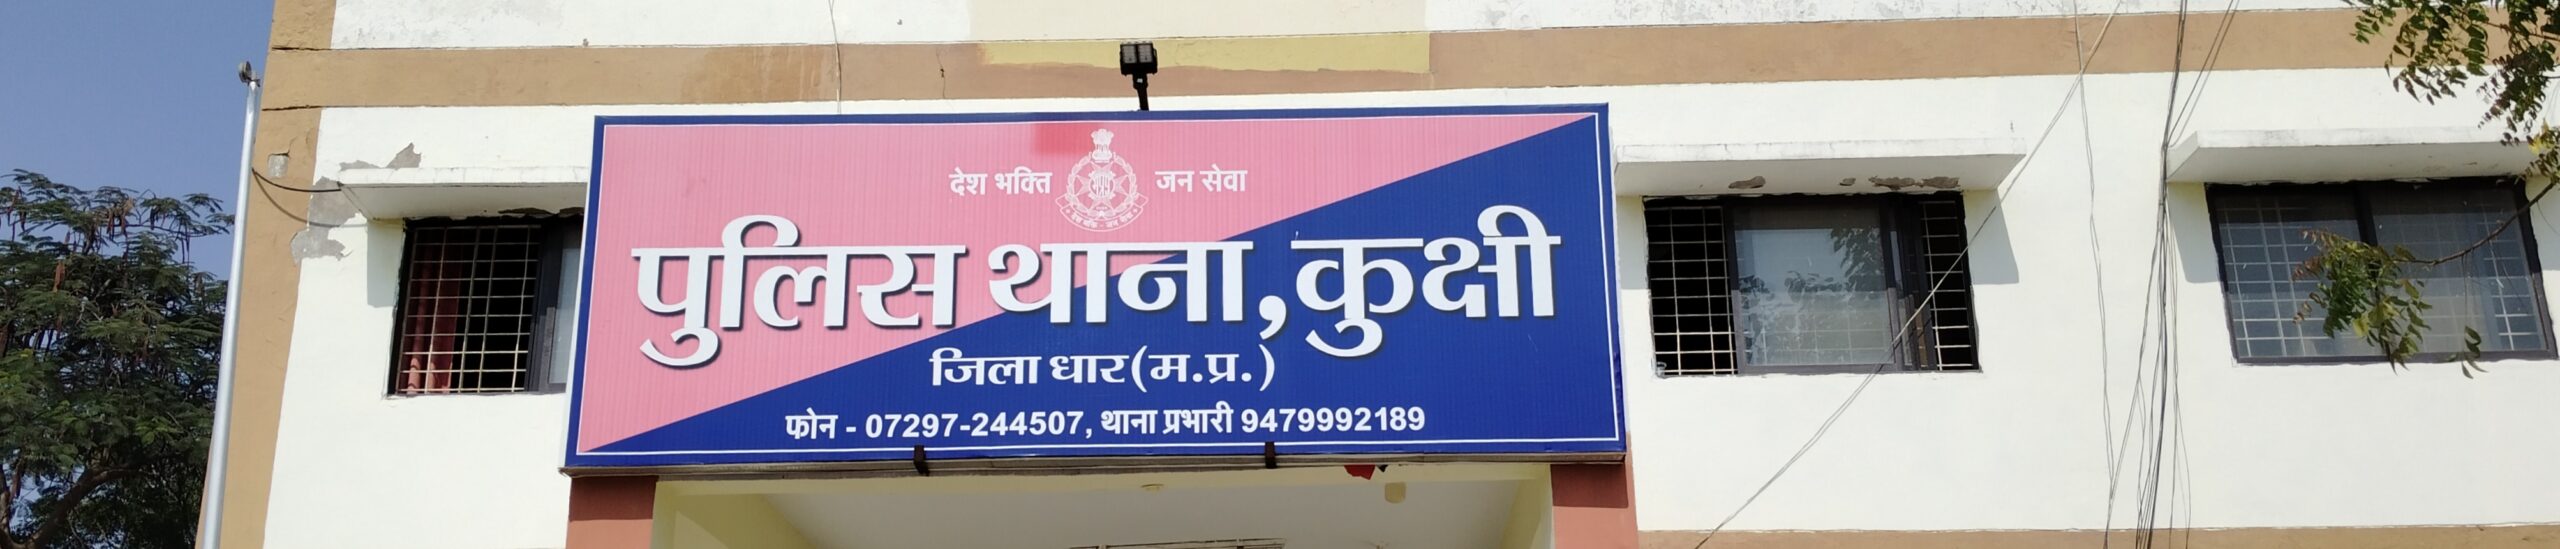 देश भक्ति जन सेवा
पुलिस थाना, कुक्षी
जिला धार (म.प्र.)
फोन - 07297-244507, थाना प्रभारी 9479992189